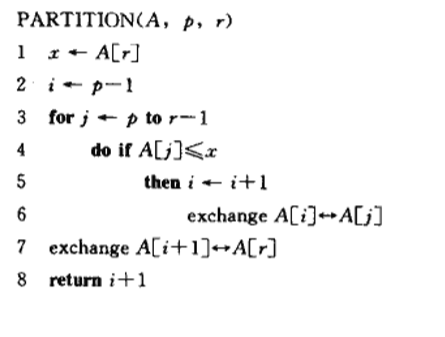 PARTITION(A, p, r)
1 x ← A[r]
2 i ← p−1
3 for j ← p to r−1
4 do if A[j]⩽x
5 then i ← i+1
6 exchange A[i]↔A[j]
7 exchange A[i+1]↔A[r]
8 return i+1